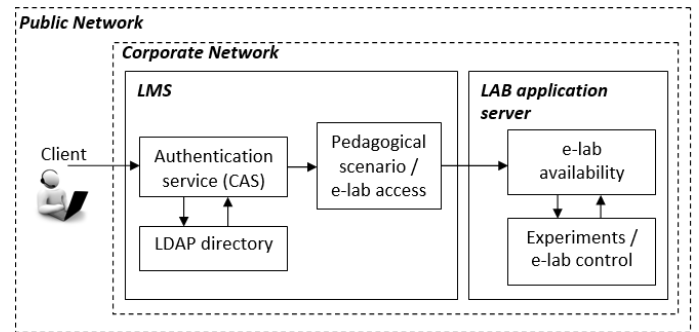 Public Network
Corporate Network
LMS
LAB application
server
Client
Authentication
service (CAS)
Pedagogical
scenario /
e-lab access
e-lab
availability
LDAP directory
Experiments /
e-lab control